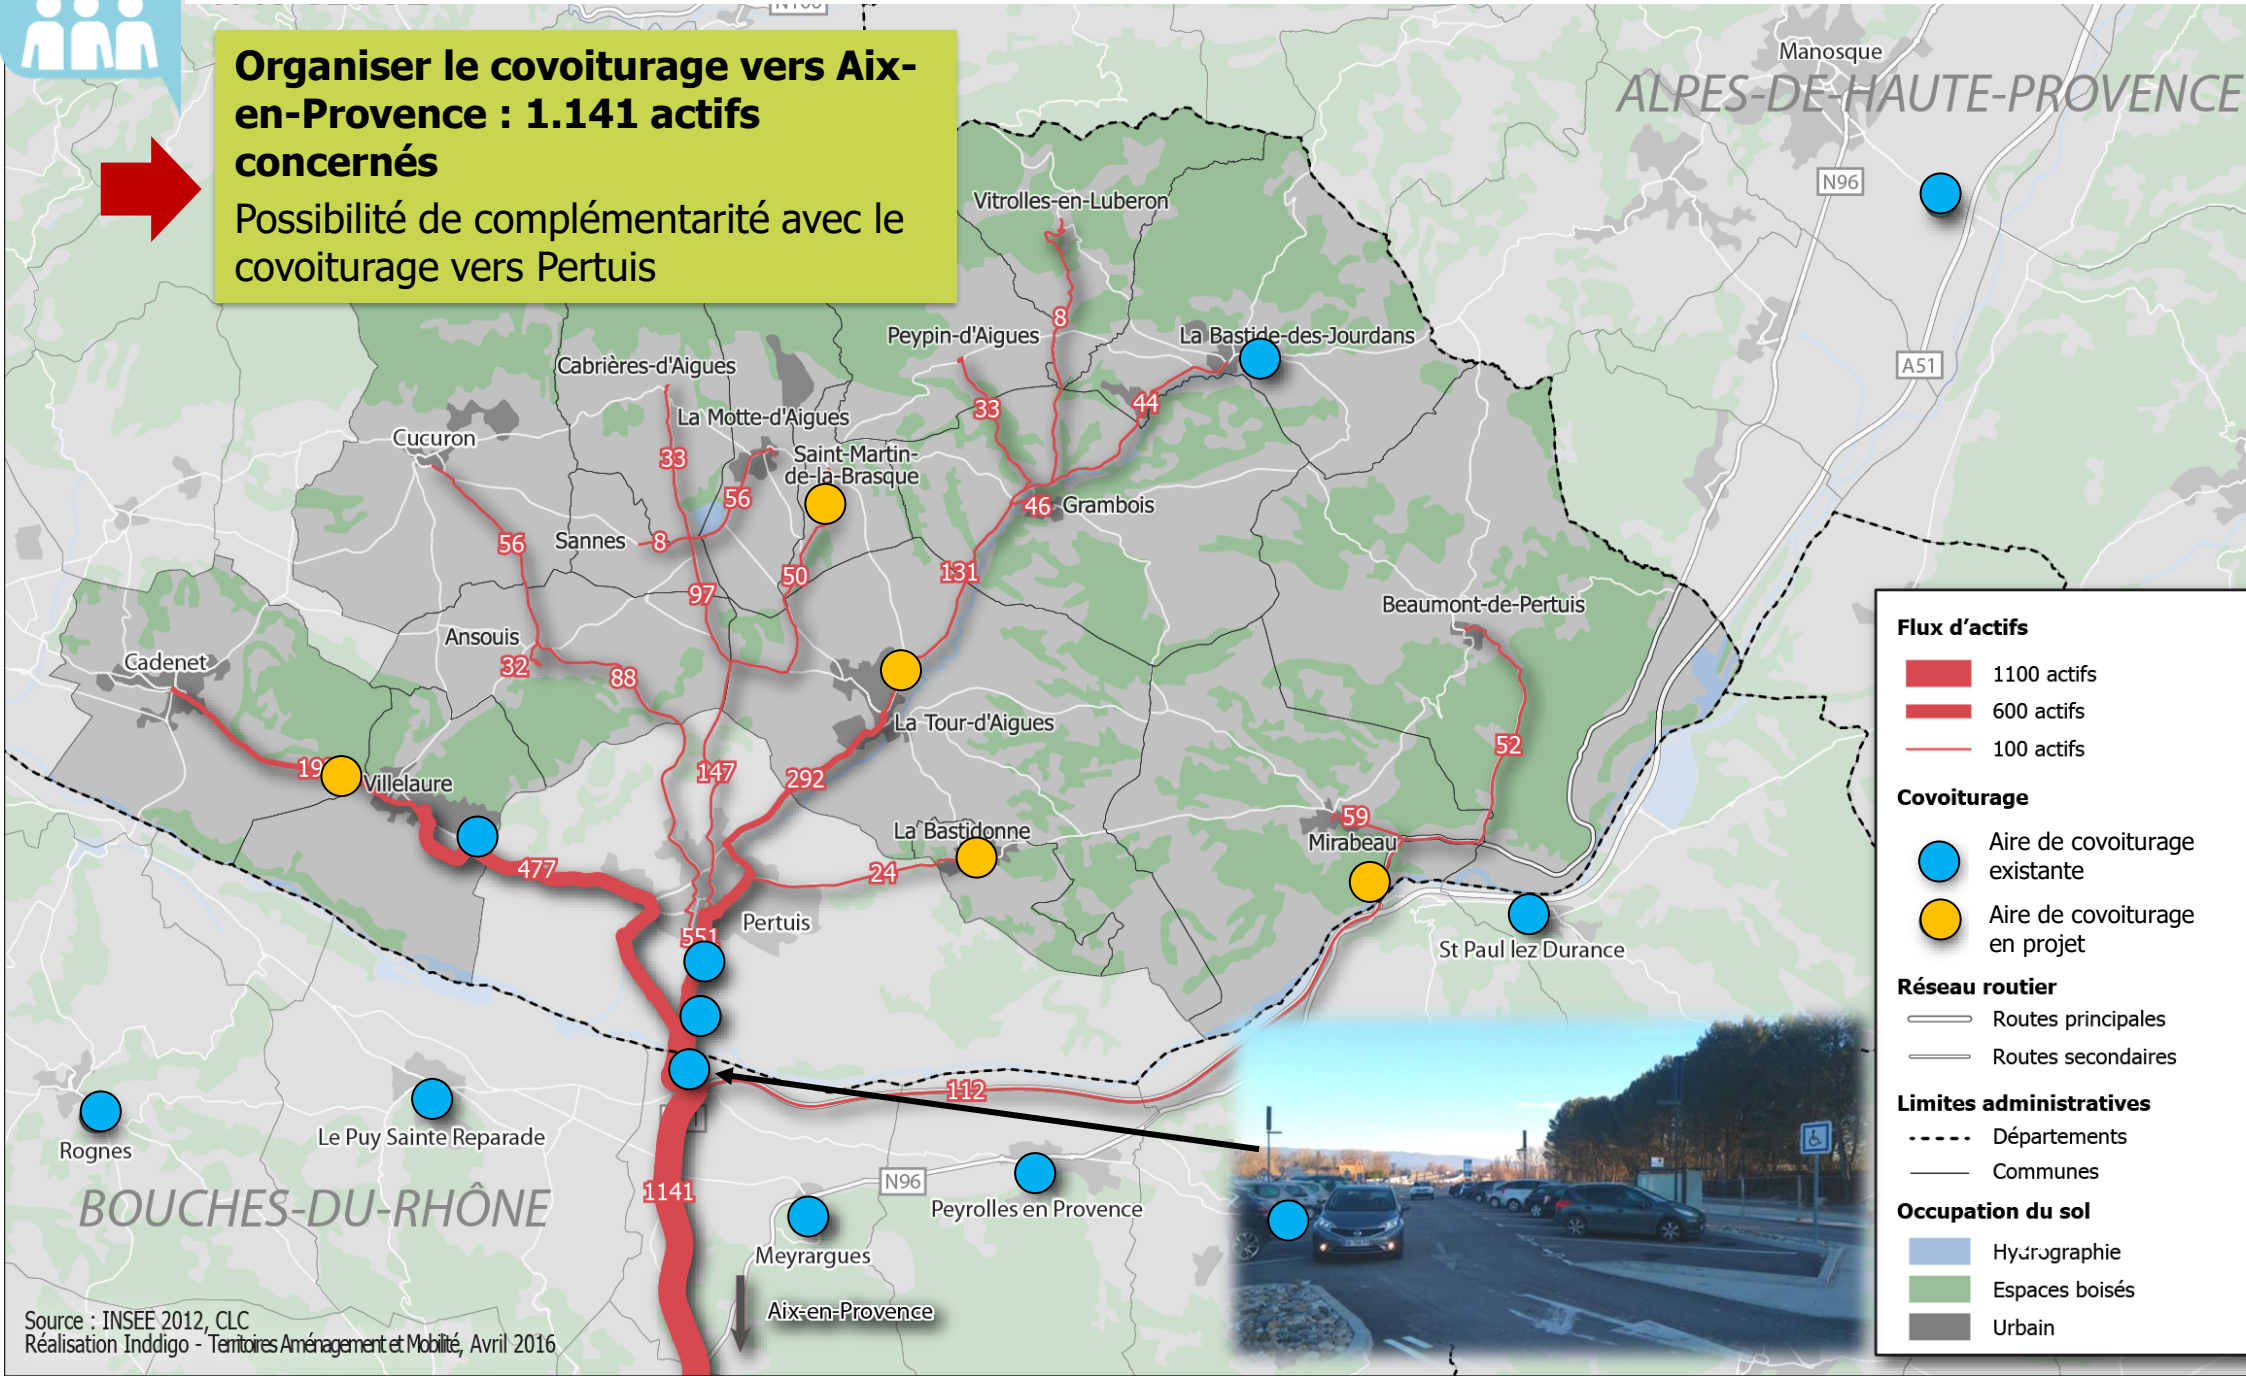 Organiser le covoiturage vers Aix-
en-Provence : 1.141 actifs
concernés
Possibilité de complémentarité avec le
covoiturage vers Pertuis
Manosque
ALPES-DE-HAUTE-PROVENCE
N96
A51
Vitrolles-en-Luberon
8
Peypin-d'Aigues
La Bastide-des-Jourdans
33
44
Cabrières-d'Aigues
La Motte-d'Aigues
Cucuron
33
Saint-Martin-
de-la-Brasque
56
46
Grambois
56
Sannes
8
50
131
97
Beaumont-de-Pertuis
Ansouis
32
88
Cadenet
La Tour-d'Aigues
52
147
292
Villelaure
La Bastidonne
59
Mirabeau
477
24
Pertuis
551
St Paul lez Durance
112
Rognes
Le Puy Sainte Reparade
1141
N96
Peyrolles en Provence
BOUCHES-DU-RHÔNE
Meyrargues
Aix-en-Provence
Source : INSEE 2012, CLC
Réalisation Inddigo - Territoires Aménagement et Mobilité, Avril 2016
Flux d'actifs
1100 actifs
600 actifs
100 actifs
Covoiturage
Aire de covoiturage
existante
Aire de covoiturage
en projet
Réseau routier
Routes principales
Routes secondaires
Limites administratives
Départements
Communes
Occupation du sol
Hydrographie
Espaces boisés
Urbain